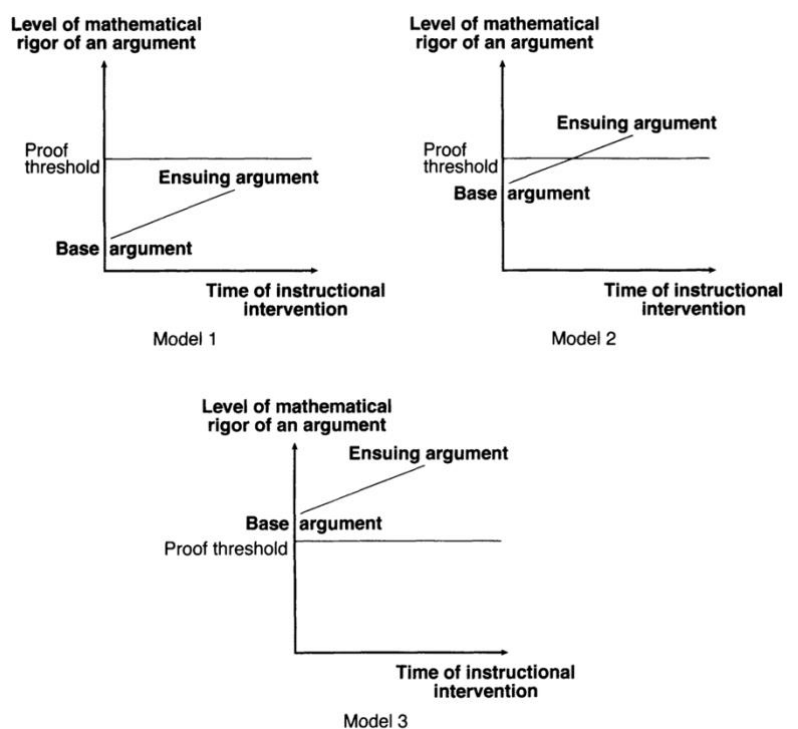 Level of mathematical
rigor of an argument
Proof
threshold
Ensuing argument
Base argument
Time of instructional
intervention
Model 1
Level of mathematical
rigor of an argument
Ensuing argument
Proof
threshold
Base argument
Time of instructional
intervention
Model 2
Level of mathematical
rigor of an argument
Ensuing argument
Base argument
Proof threshold
Time of instructional
intervention
Model 3